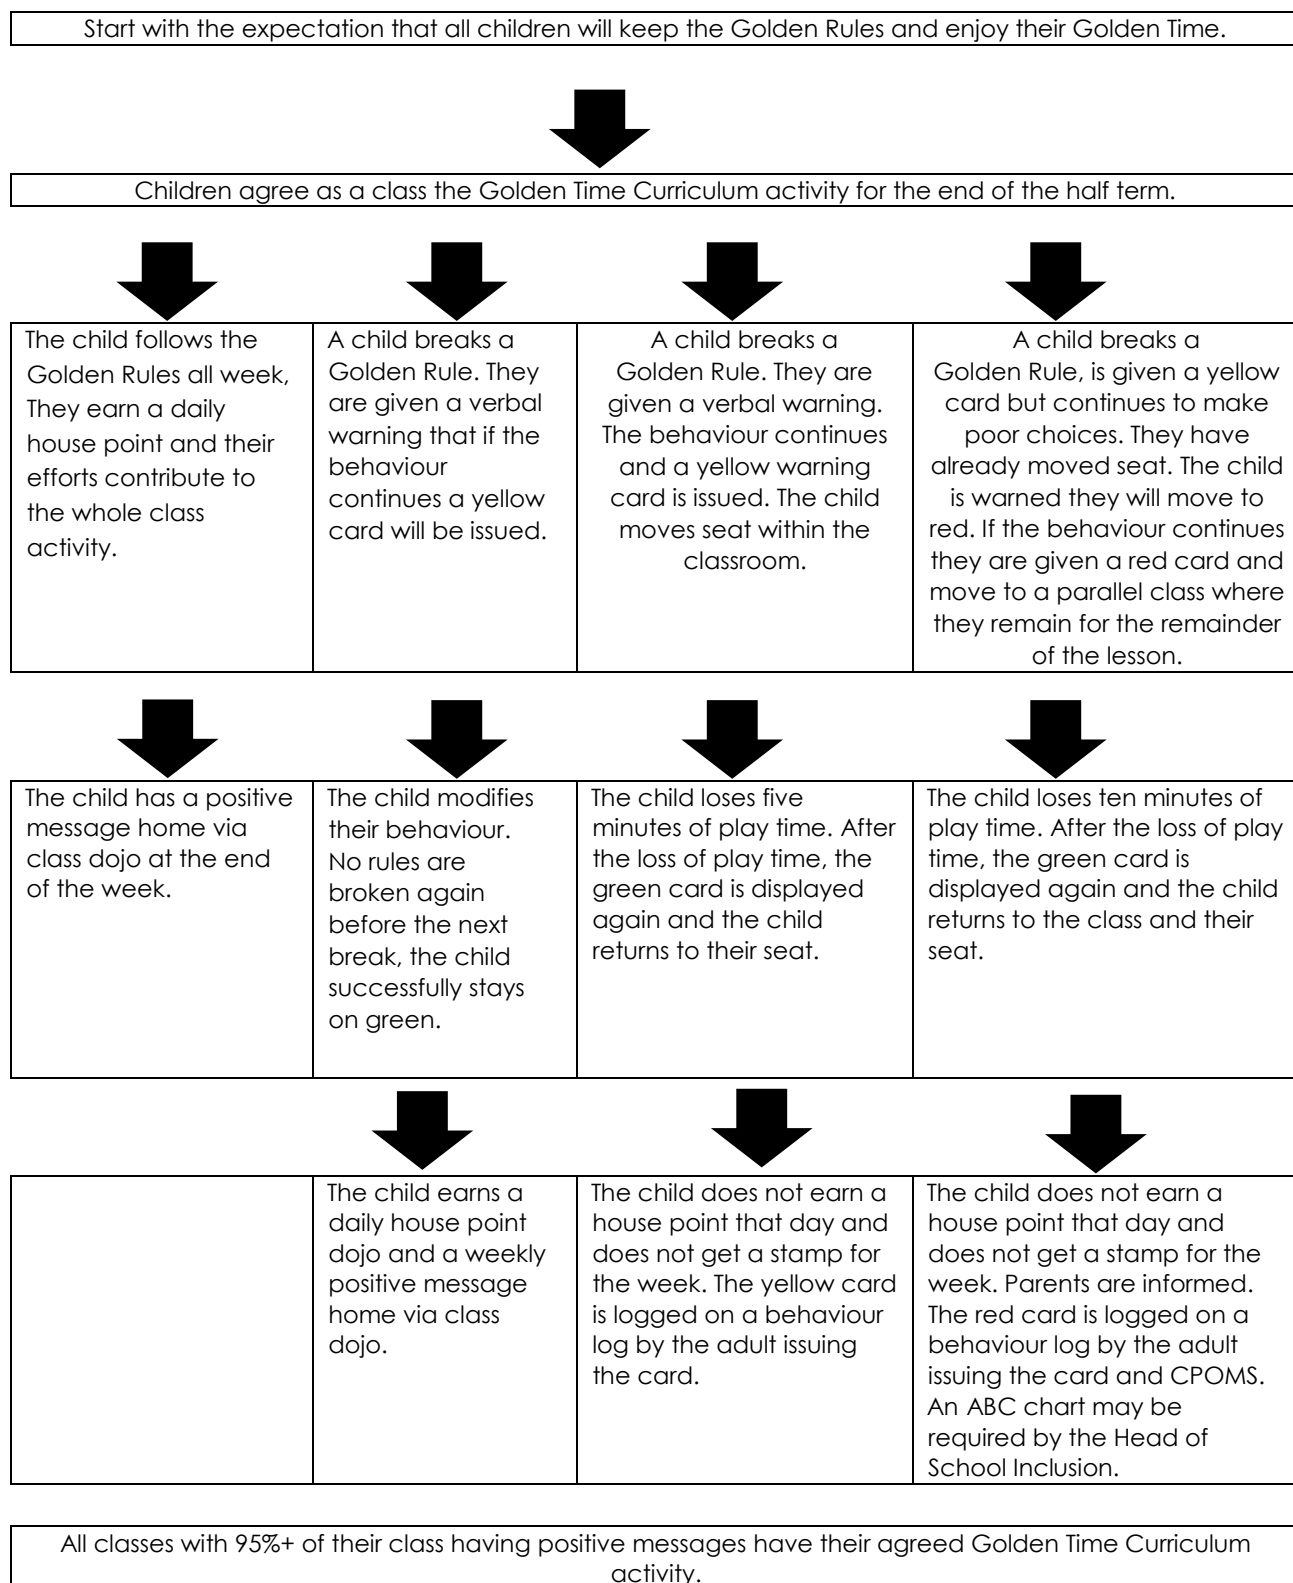 Start with the expectation that all children will keep the Golden Rules and enjoy their Golden Time.
Children agree as a class the Golden Time Curriculum activity for the end of the half term.
The child follows the
Golden Rules all week,
They earn a daily
house point and their
efforts contribute to
the whole class
activity.
A child breaks a
Golden Rule. They
are given a verbal
warning that if the
behaviour
continues a yellow
card will be issued.
A child breaks a
Golden Rule. They are
given a verbal warning.
The behaviour continues
and a yellow warning
card is issued. The child
moves seat within the
classroom.
A child breaks a
Golden Rule, is given a yellow
card but continues to make
poor choices. They have
already moved seat. The child
is warned they will move to
red. If the behaviour continues
they are given a red card and
move to a parallel class where
they remain for the remainder
of the lesson.
The child has a positive
message home via
class dojo at the end
of the week.
The child modifies
their behaviour.
No rules are
broken again
before the next
break, the child
successfully stays
on green.
The child loses five
minutes of play time. After
the loss of play time, the
green card is displayed
again and the child
returns to their seat.
The child loses ten minutes of
play time. After the loss of play
time, the green card is
displayed again and the child
returns to the class and their
seat.
The child earns a
daily house point
dojo and a weekly
positive message
home via class
dojo.
The child does not earn a
house point that day and
does not get a stamp for
the week. The yellow card
is logged on a behaviour
log by the adult issuing
the card.
The child does not earn a
house point that day and
does not get a stamp for the
week. Parents are informed.
The red card is logged on a
behaviour log by the adult
issuing the card and CPOMS.
An ABC chart may be
required by the Head of
School Inclusion.
All classes with 95%+ of their class having positive messages have their agreed Golden Time Curriculum
activity.